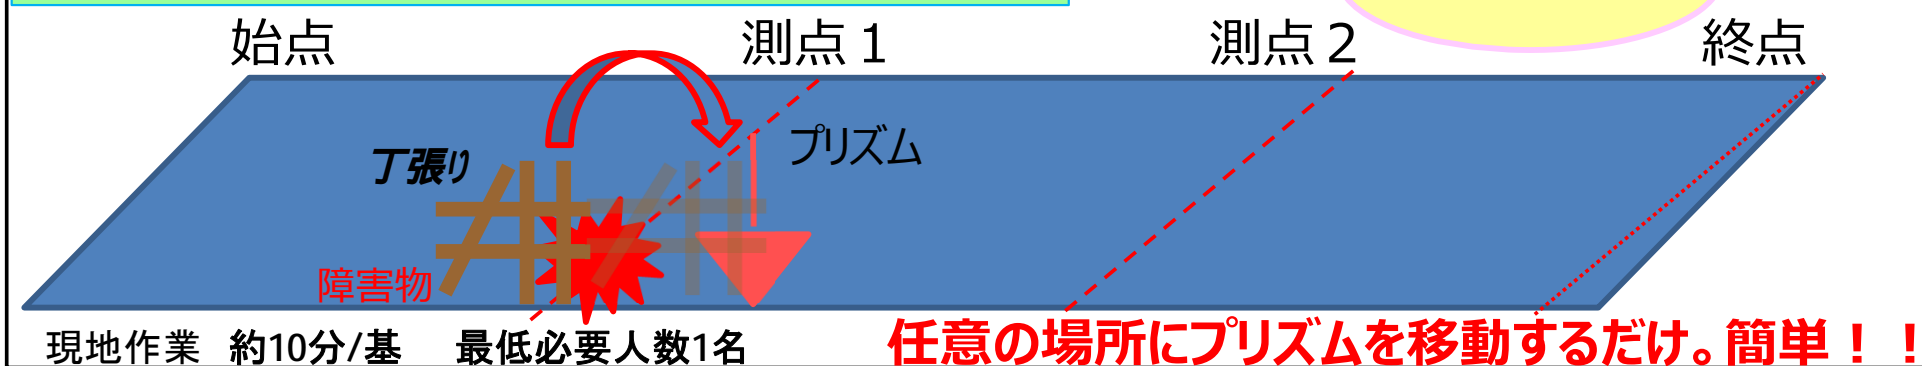 始点
測点１
測点２
終点
プリズム
丁張り
障害物
現地作業 約10分/基 最低必要人数1名
任意の場所にプリズムを移動するだけ。簡単！！